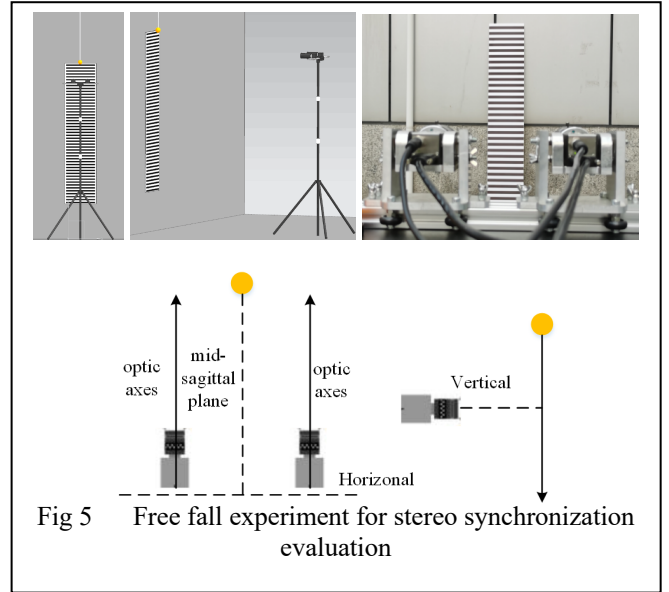 optic
axes
mid-
sagittal
plane
optic
axes
Horizonal
Vertical
Fig 5 Free fall experiment for stereo synchronization
evaluation